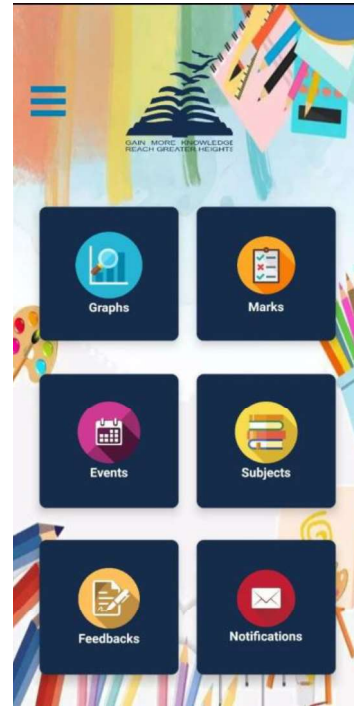 GAIN MORE KNOWLEDGE
REACH GREATER HEIGHTS
Graphs
Marks
Events
Subjects
Feedbacks
Notifications